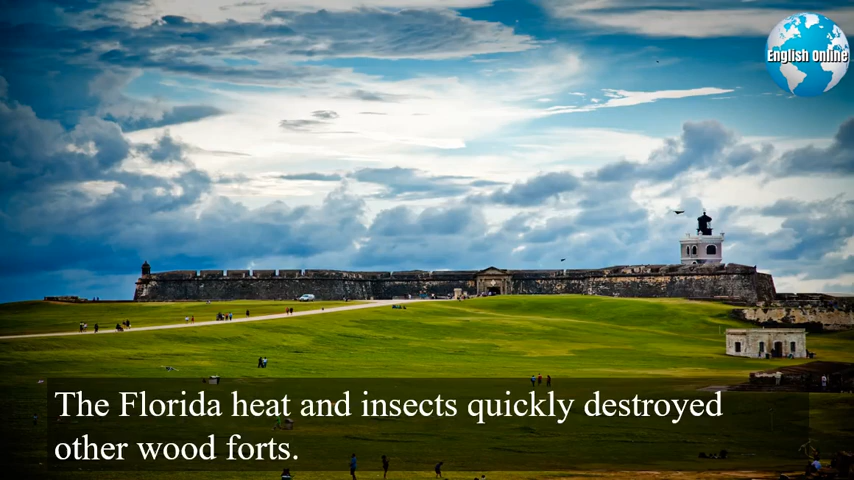 English Online
The Florida heat and insects quickly destroyed
other wood forts.